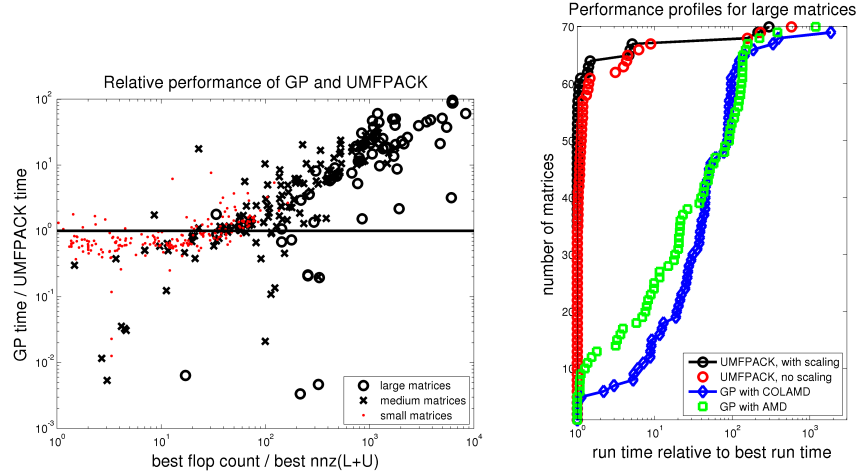 Relative performance of GP and UMFPACK
10^2
10^1
10^0
10^-1
10^-2
10^-3
10^0
10^1
10^2
10^3
10^4
GP time / UMFPACK time
best flop count / best nnz(L+U)
large matrices
medium matrices
small matrices
Performance profiles for large matrices
70
60
50
40
30
20
10
10^0
10^1
10^2
10^3
number of matrices
run time relative to best run time
UMFPACK, with scaling
UMFPACK, no scaling
GP with COLAMD
GP with AMD